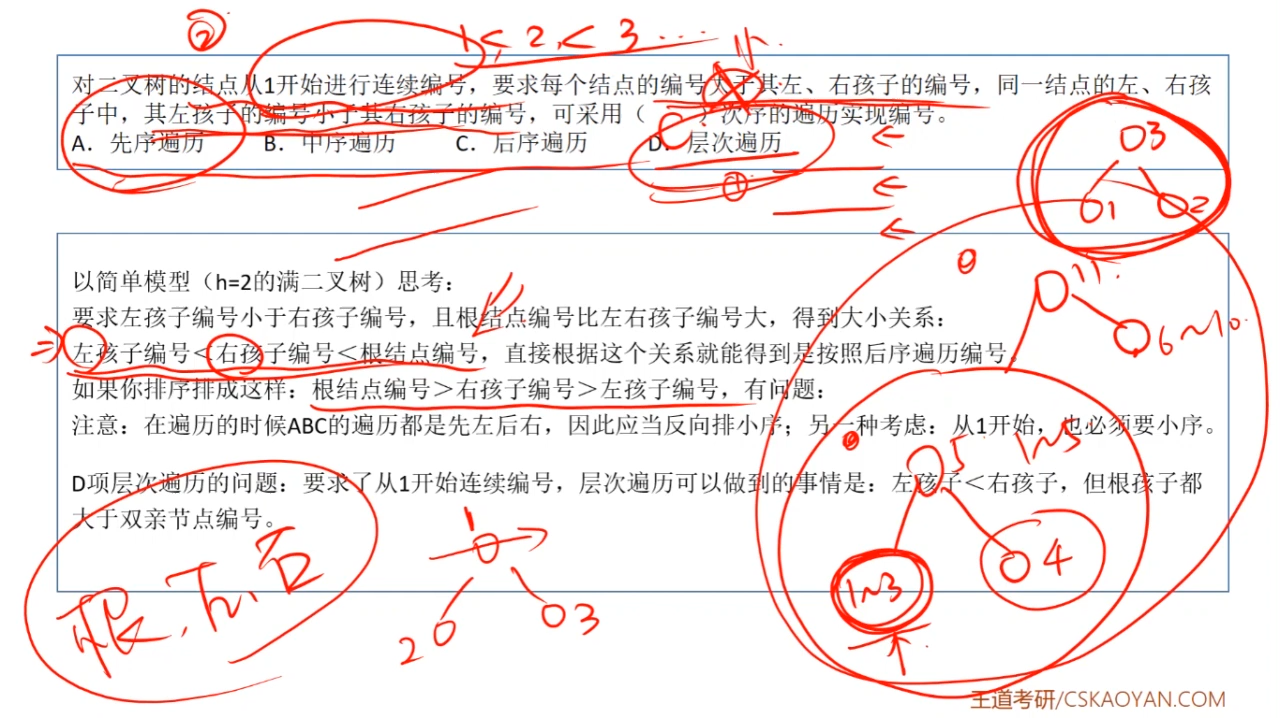 ② 1<2,<3...
对二叉树的结点从1开始进行连续编号，要求每个结点的编号大于其左、右孩子的编号，同一结点的左、右孩
子中，其左孩子的编号小于其右孩子的编号，可采用（ C ）次序的遍历实现编号。
A．先序遍历 B．中序遍历 C．后序遍历 D．层次遍历
①
3
1 2
以简单模型（h=2的满二叉树）思考：
11
要求左孩子编号小于右孩子编号，且根结点编号比左右孩子编号大，得到大小关系：
6~10
左孩子编号＜右孩子编号＜根结点编号，直接根据这个关系就能得到是按照后序遍历编号。
如果你排序排成这样：根结点编号＞右孩子编号＞左孩子编号，有问题：
注意：在遍历的时候ABC的遍历都是先左后右，因此应当反向排小序；另一种考虑：从1开始，也必须要小序。
5 1~5
D项层次遍历的问题：要求了从1开始连续编号，层次遍历可以做到的事情是：左孩子＜右孩子，但根孩子都
大于双亲节点编号。
1
根,左,右
1~3 4
2 3
王道考研/CSKAOYAN.COM